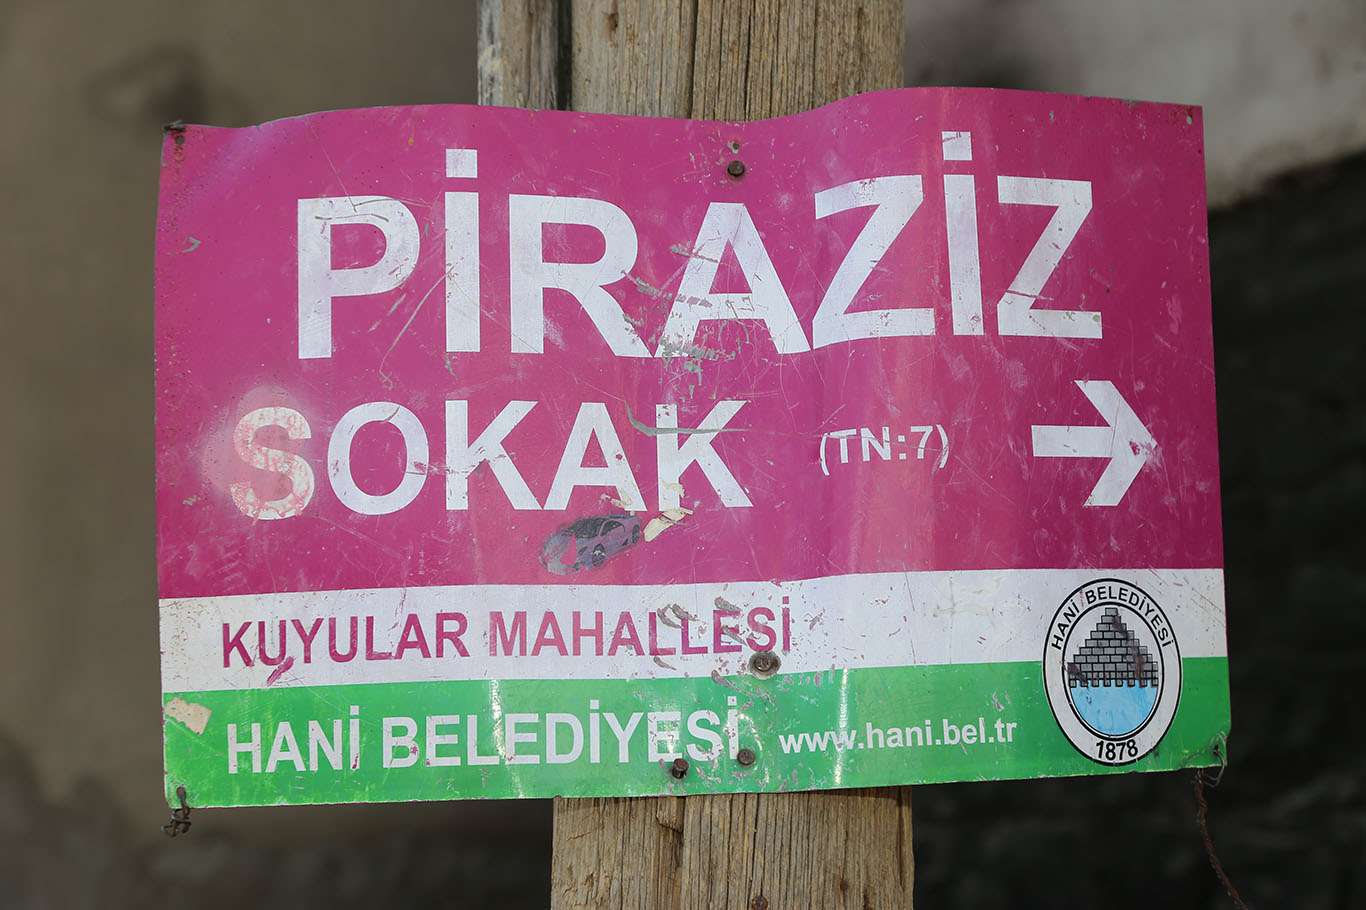 PİRAZİZ
SOKAK (TN:7)
KUYULAR MAHALLESİ
HANİ BELEDİYESİ www.hani.bel.tr
HANİ BELEDİYESİ
1878